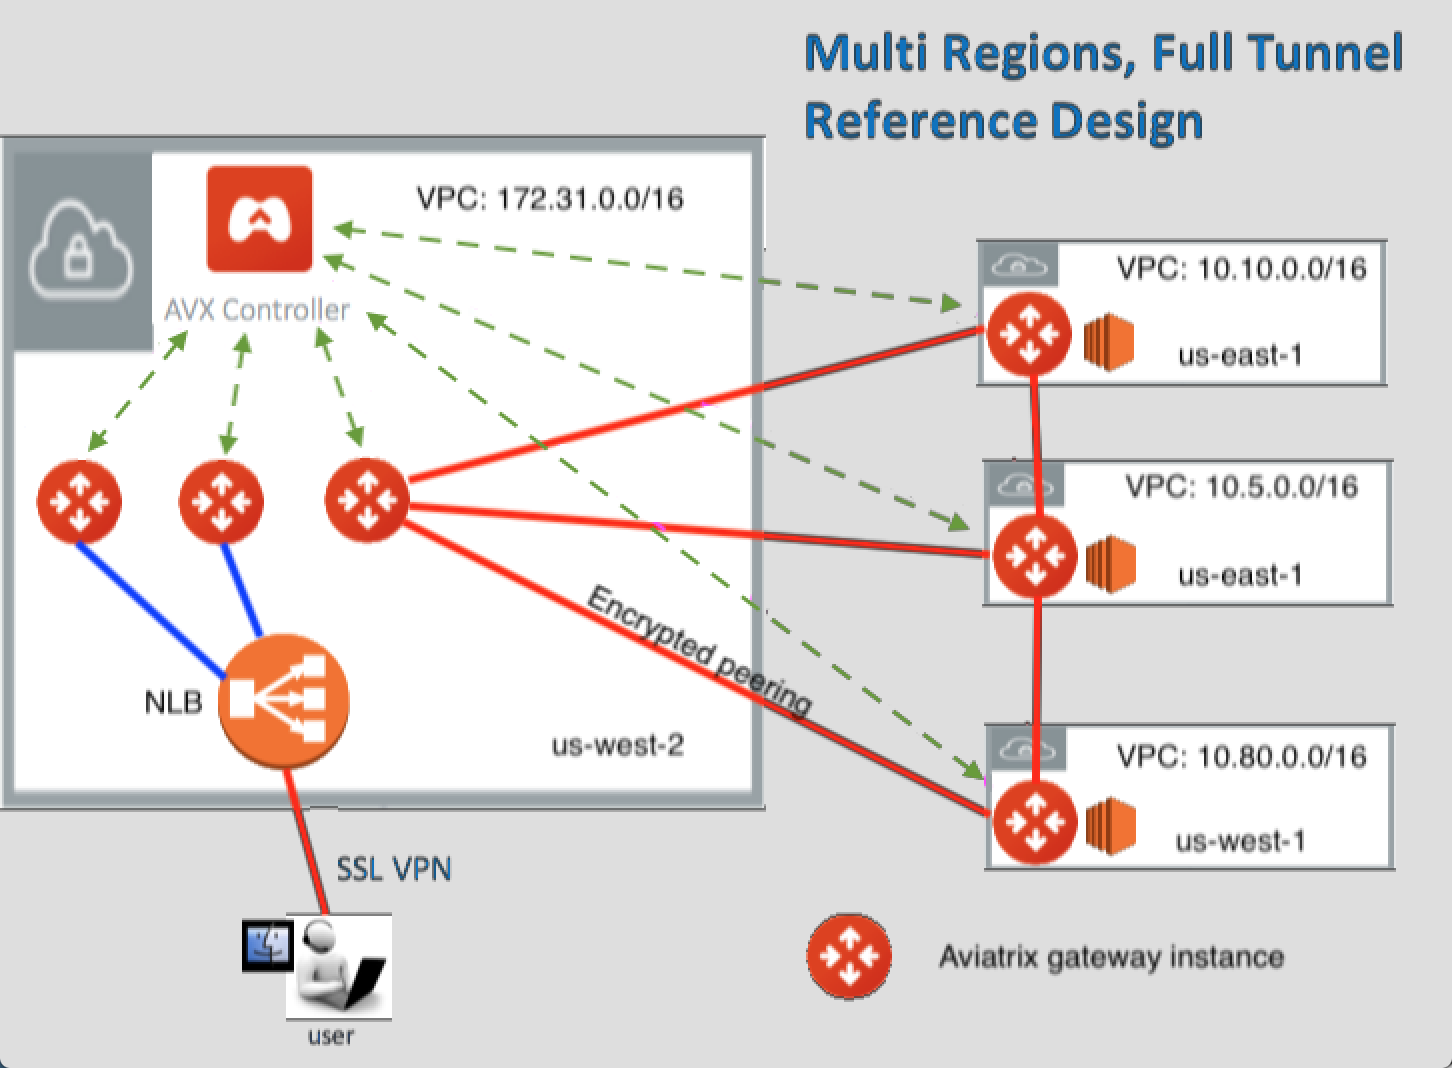 Multi Regions, Full Tunnel
Reference Design
VPC: 172.31.0.0/16
AVX Controller
VPC: 10.10.0.0/16
us-east-1
VPC: 10.5.0.0/16
us-east-1
Encrypted peering
NLB
us-west-2
VPC: 10.80.0.0/16
us-west-1
SSL VPN
user
Aviatrix gateway instance